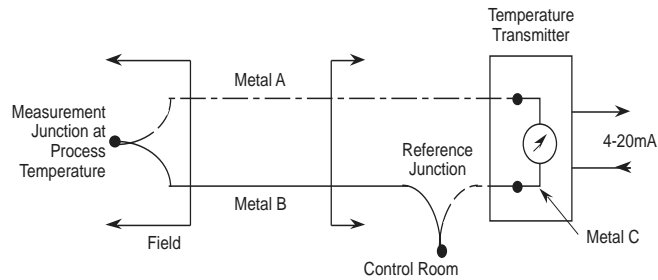 Temperature
Transmitter
Metal A
Measurement
Junction at
Process
Temperature
Reference
Junction
4-20mA
Metal B
Field
Metal C
Control Room